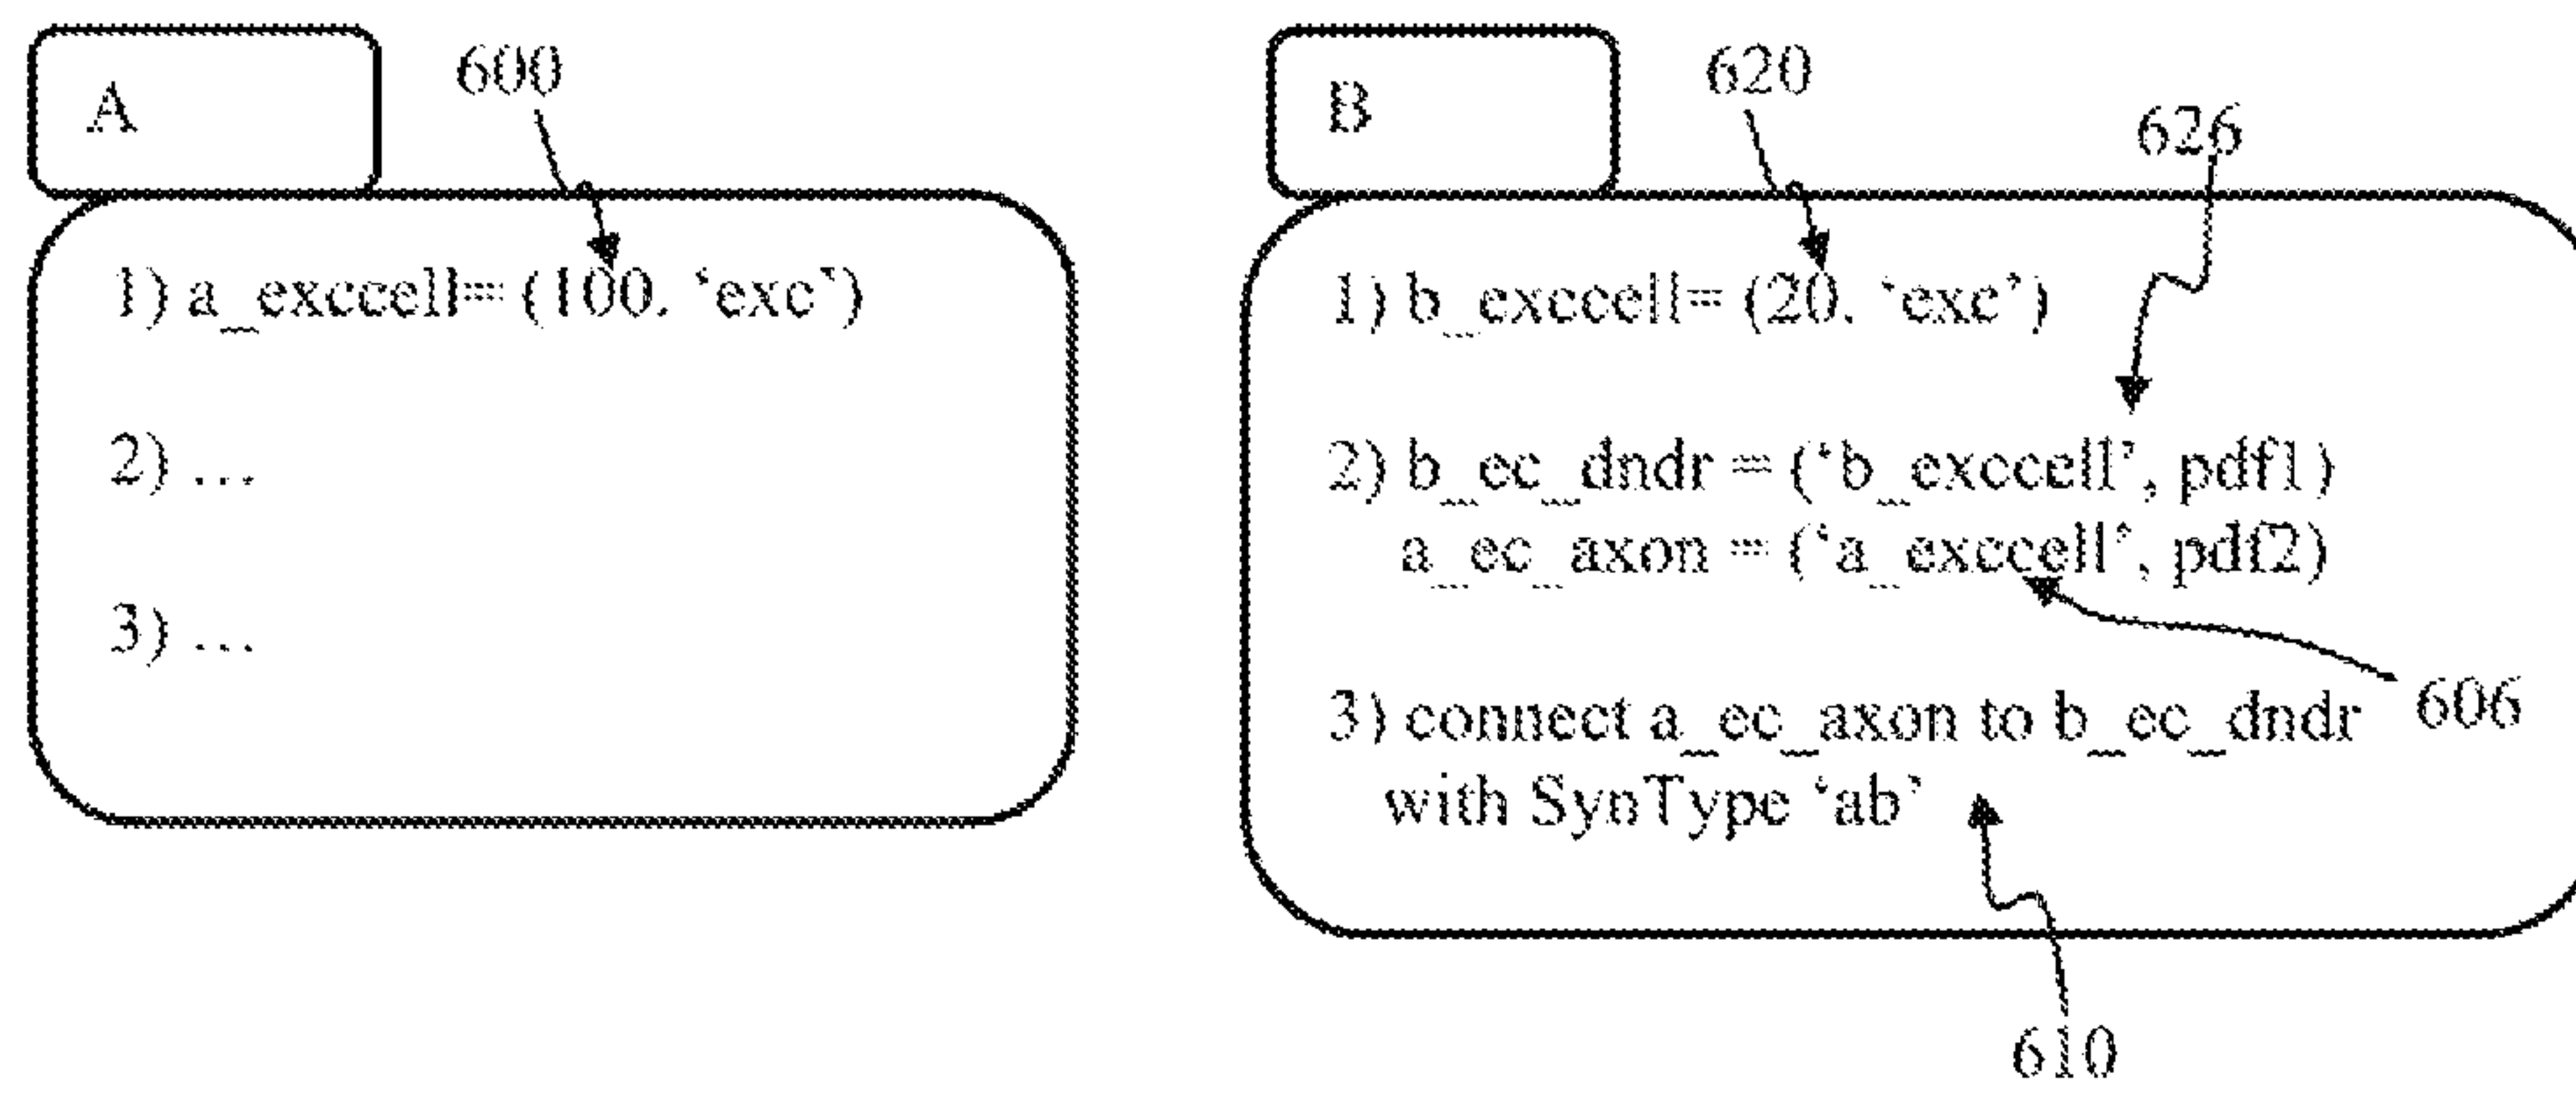 A
600
1) a_exccell= (100. ‘exc’)
2) ...
3) ...
B
620
626
1) b_exccell= (20. ‘exc’)
2) b_ec_dndr = (‘b_exccell’, pdf1)
a_ec_axon = (‘a_exccell’, pdf2)
606
3) connect a_ec_axon to b_ec_dndr
with SynType ‘ab’
610